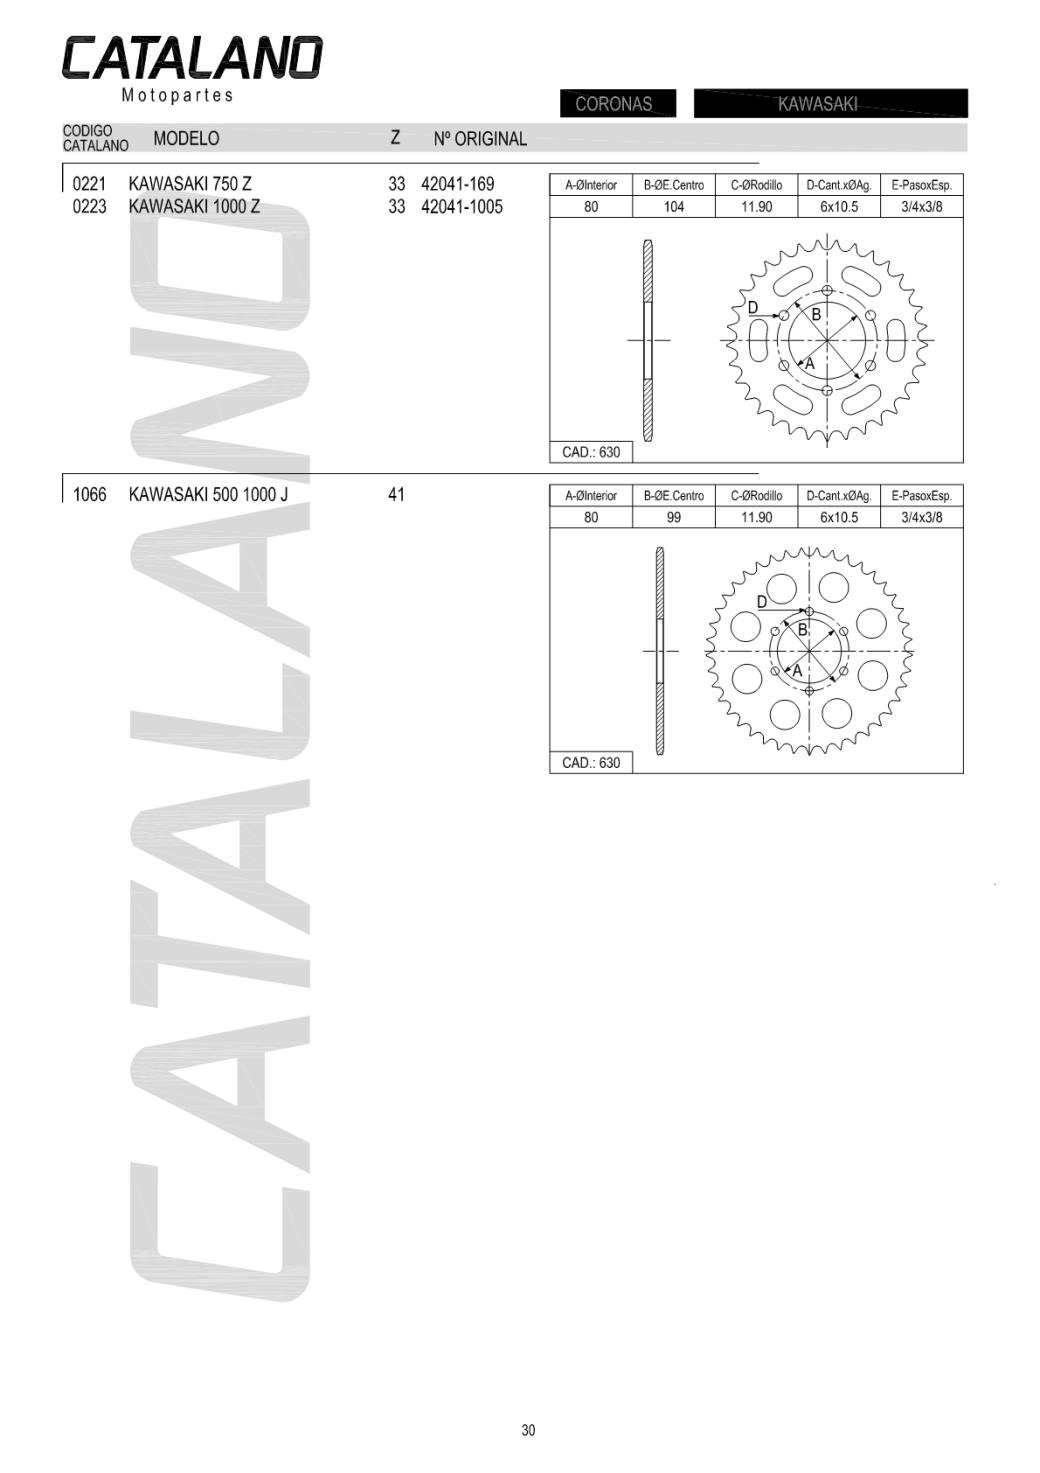 CATALANO
Motopartes
CORONAS KAWASAKI
CODIGO CATALANO MODELO Z Nº ORIGINAL
0221 KAWASAKI 750 Z 33 42041-169
0223 KAWASAKI 1000 Z 33 42041-1005
A-ØInterior B-ØE.Centro C-ØRodillo D-Cant.xØAg. E-PasoxEsp.
80 104 11.90 6x10.5 3/4x3/8
D
B
A
CAD.: 630
1066 KAWASAKI 500 1000 J 41
A-ØInterior B-ØE.Centro C-ØRodillo D-Cant.xØAg. E-PasoxEsp.
80 99 11.90 6x10.5 3/4x3/8
D
B
A
CAD.: 630
CATALANO
30